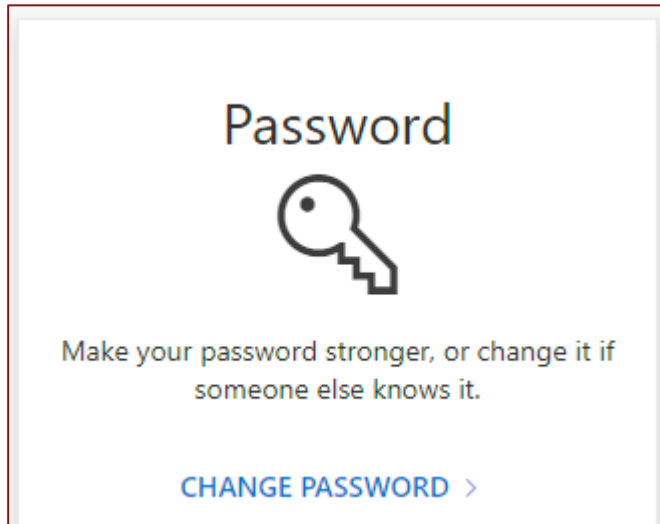 Password
Make your password stronger, or change it if
someone else knows it.
CHANGE PASSWORD >